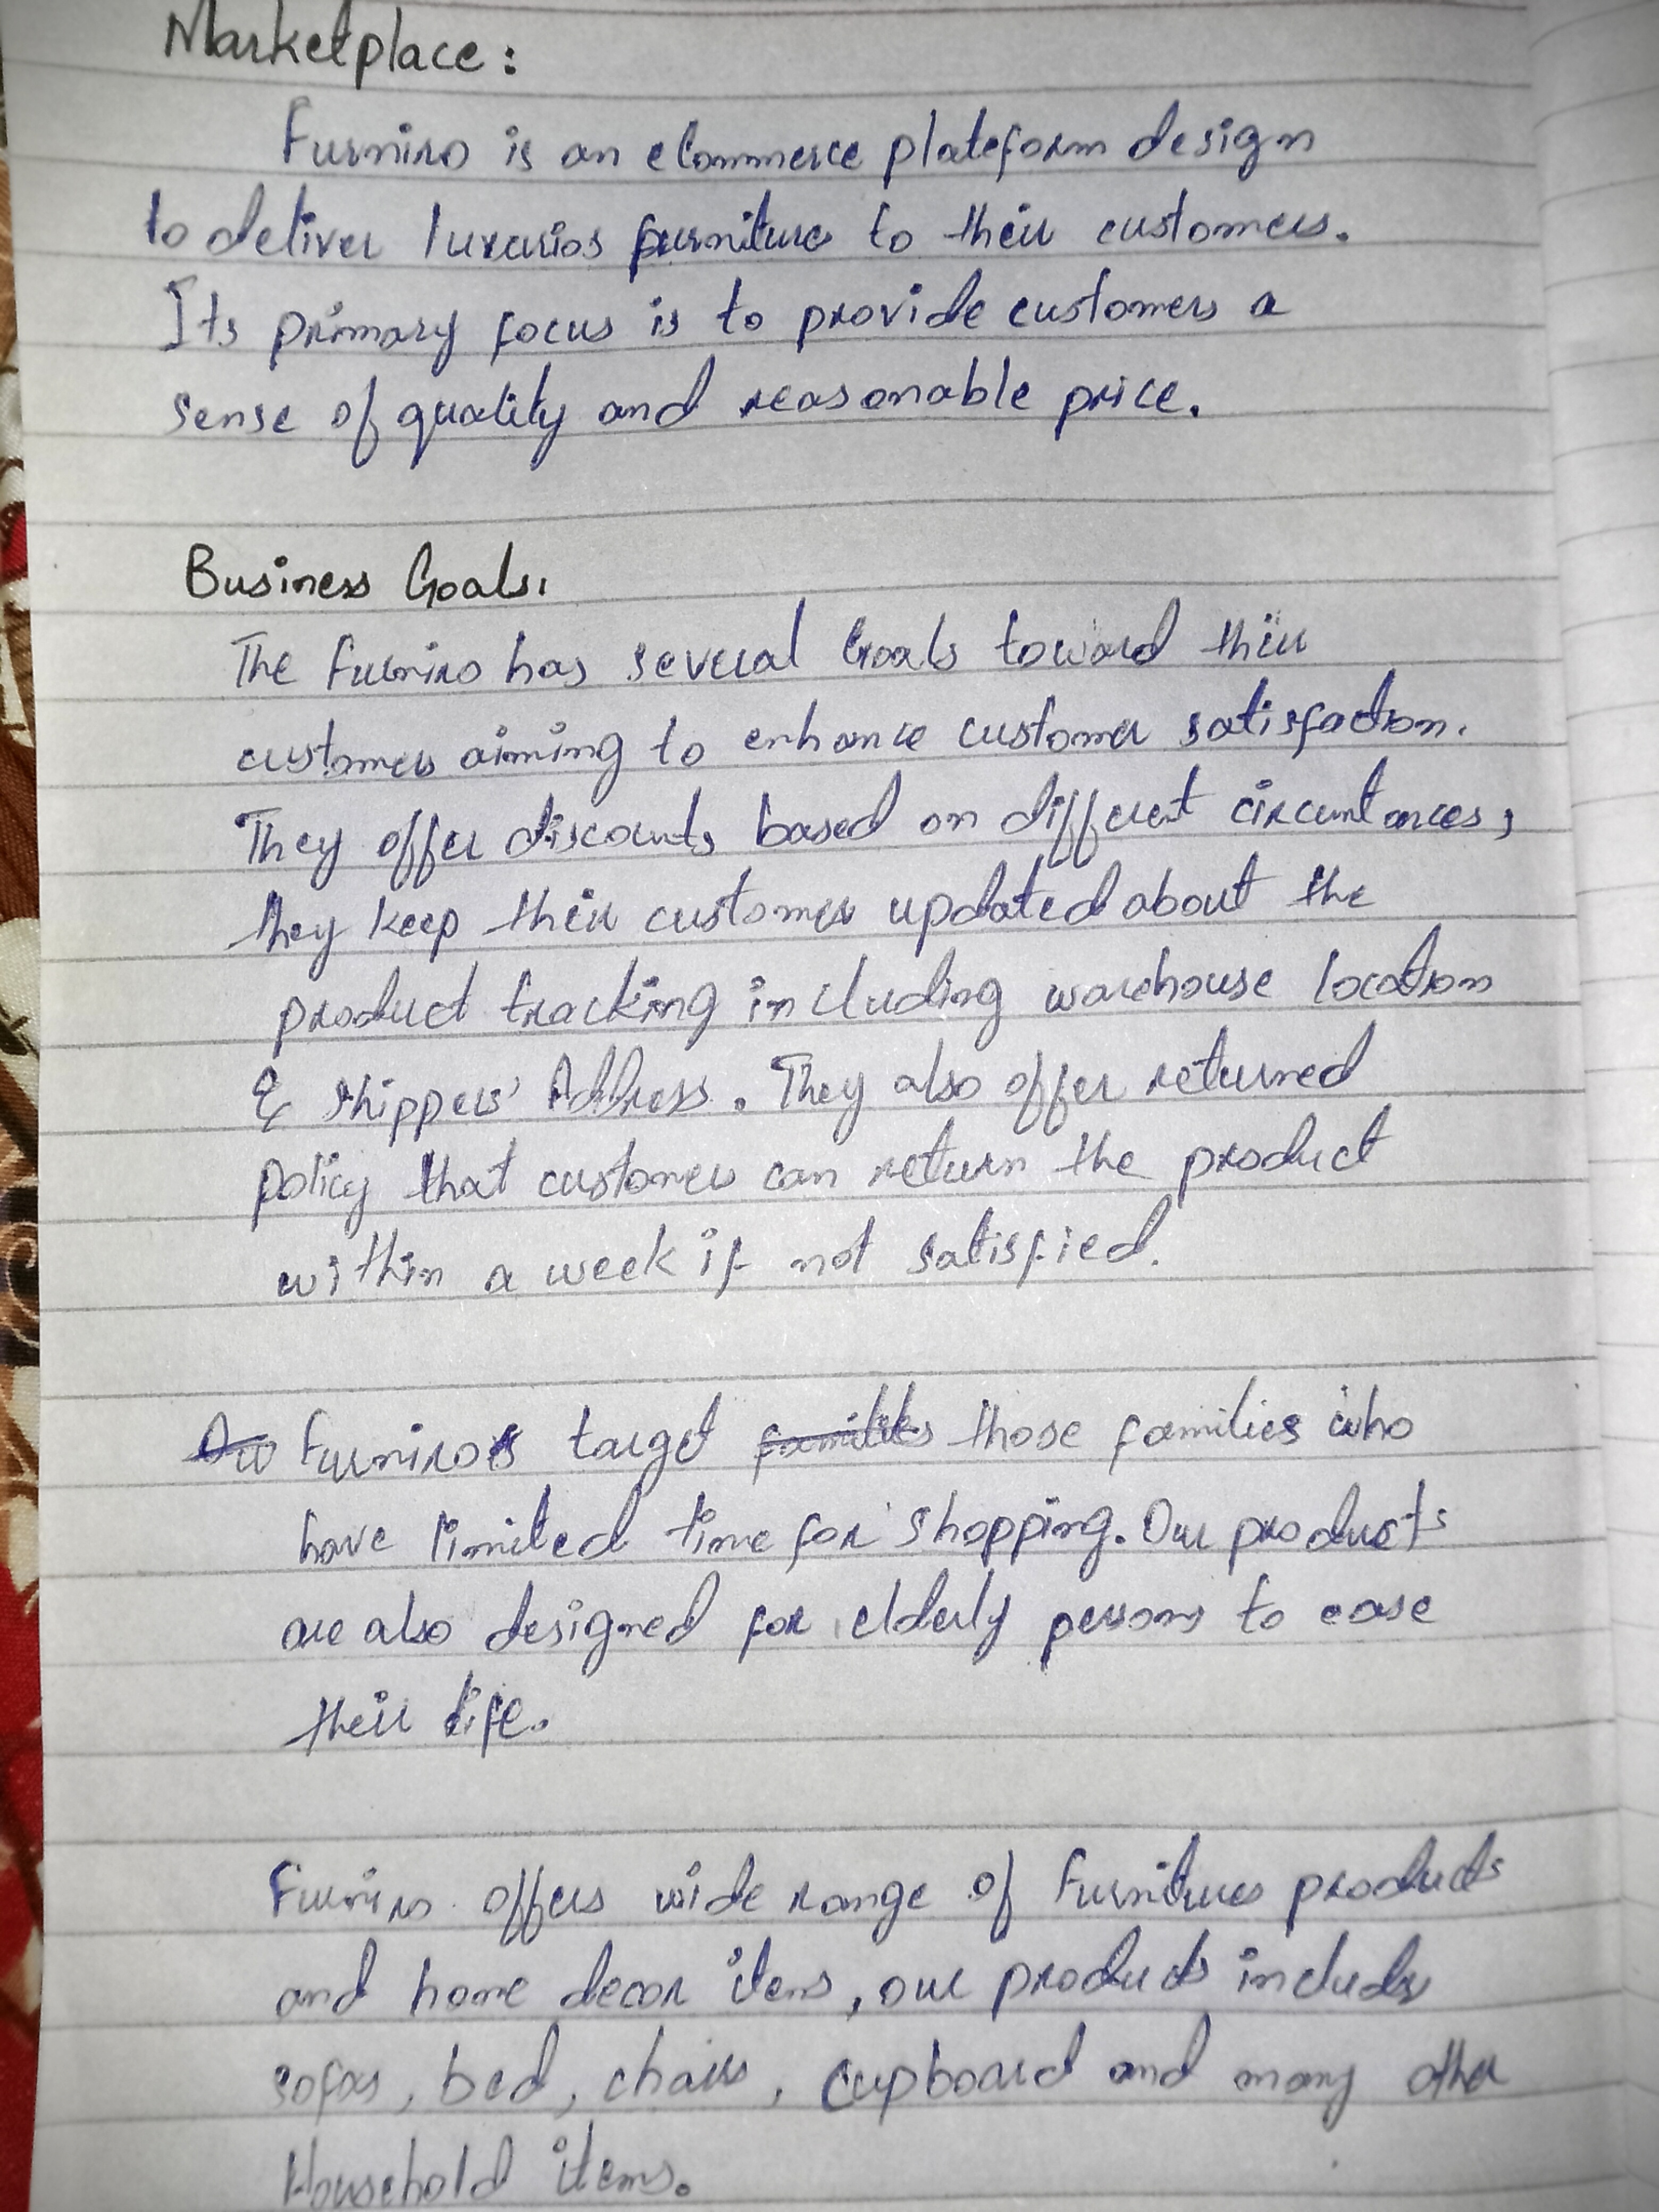 Marketplace:
Furniro is an eCommerce plateform design
to deliver luxurios furniture to their customers.
Its primary focus is to provide customers a
sense of quality and reasonable price.
Business Goals:
The Furniro has several Goals toward their
customers aiming to enhance customer satisfaction.
They offer discounts based on different circumtances,
they keep their customer updated about the
product tracking including warehouse location
& shippers' Address. They also offer returned
policy that customers can return the product
within a week if not satisfied.
Furniro's target families those families who
have limited time for shopping. Our products
are also designed for elderly persons to ease
their life.
Furniro offers wide range of Furnitures products
and home decor items, our products includes
sofas, bed, chairs, cupboard and many other
Household items.